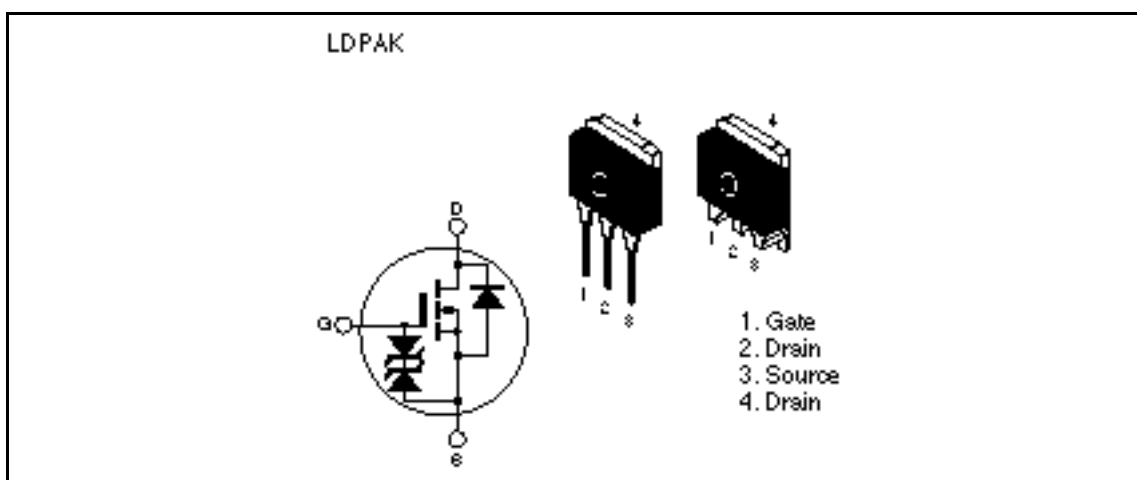 LDPAK
4
4
D
G
S
1
2
3
1
2
3
1. Gate
2. Drain
3. Source
4. Drain